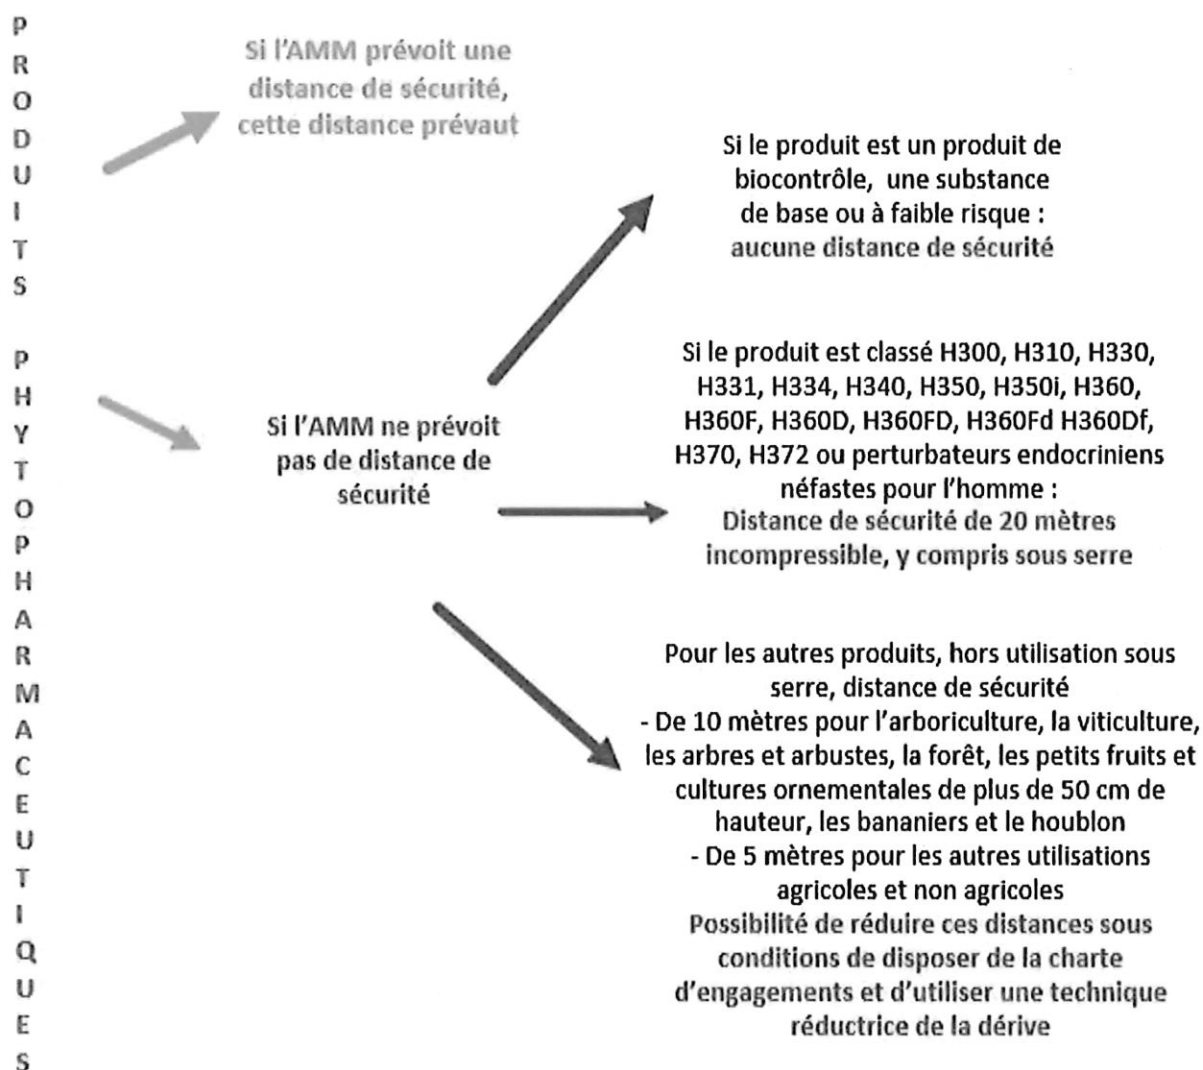 PRODUITS PHYTOPHARMACEUTIQUES
Si l'AMM prévoit une
distance de sécurité,
cette distance prévaut
Si l'AMM ne prévoit
pas de distance de
sécurité
Si le produit est un produit de
biocontrôle, une substance
de base ou à faible risque :
aucune distance de sécurité
Si le produit est classé H300, H310, H330,
H331, H334, H340, H350, H350i, H360,
H360F, H360D, H360FD, H360Fd H360Df,
H370, H372 ou perturbateurs endocriniens
néfastes pour l'homme :
Distance de sécurité de 20 mètres
incompressible, y compris sous serre
Pour les autres produits, hors utilisation sous
serre, distance de sécurité
- De 10 mètres pour l'arboriculture, la viticulture,
les arbres et arbustes, la forêt, les petits fruits et
cultures ornementales de plus de 50 cm de
hauteur, les bananiers et le houblon
- De 5 mètres pour les autres utilisations
agricoles et non agricoles
Possibilité de réduire ces distances sous
conditions de disposer de la charte
d'engagements et d'utiliser une technique
réductrice de la dérive